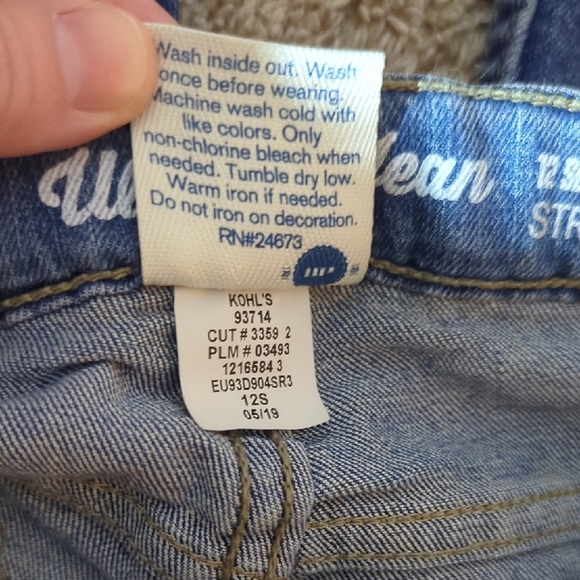 Wash inside out. Wash
once before wearing.
Machine wash cold with
like colors. Only
non-chlorine bleach when
needed. Tumble dry low.
Warm iron if needed.
Do not iron on decoration.
RN#24673
KOHL'S
93714
CUT # 3359 2
PLM # 03493
1216584 3
EU93D904SR3
12S
05/19
12 S
STR